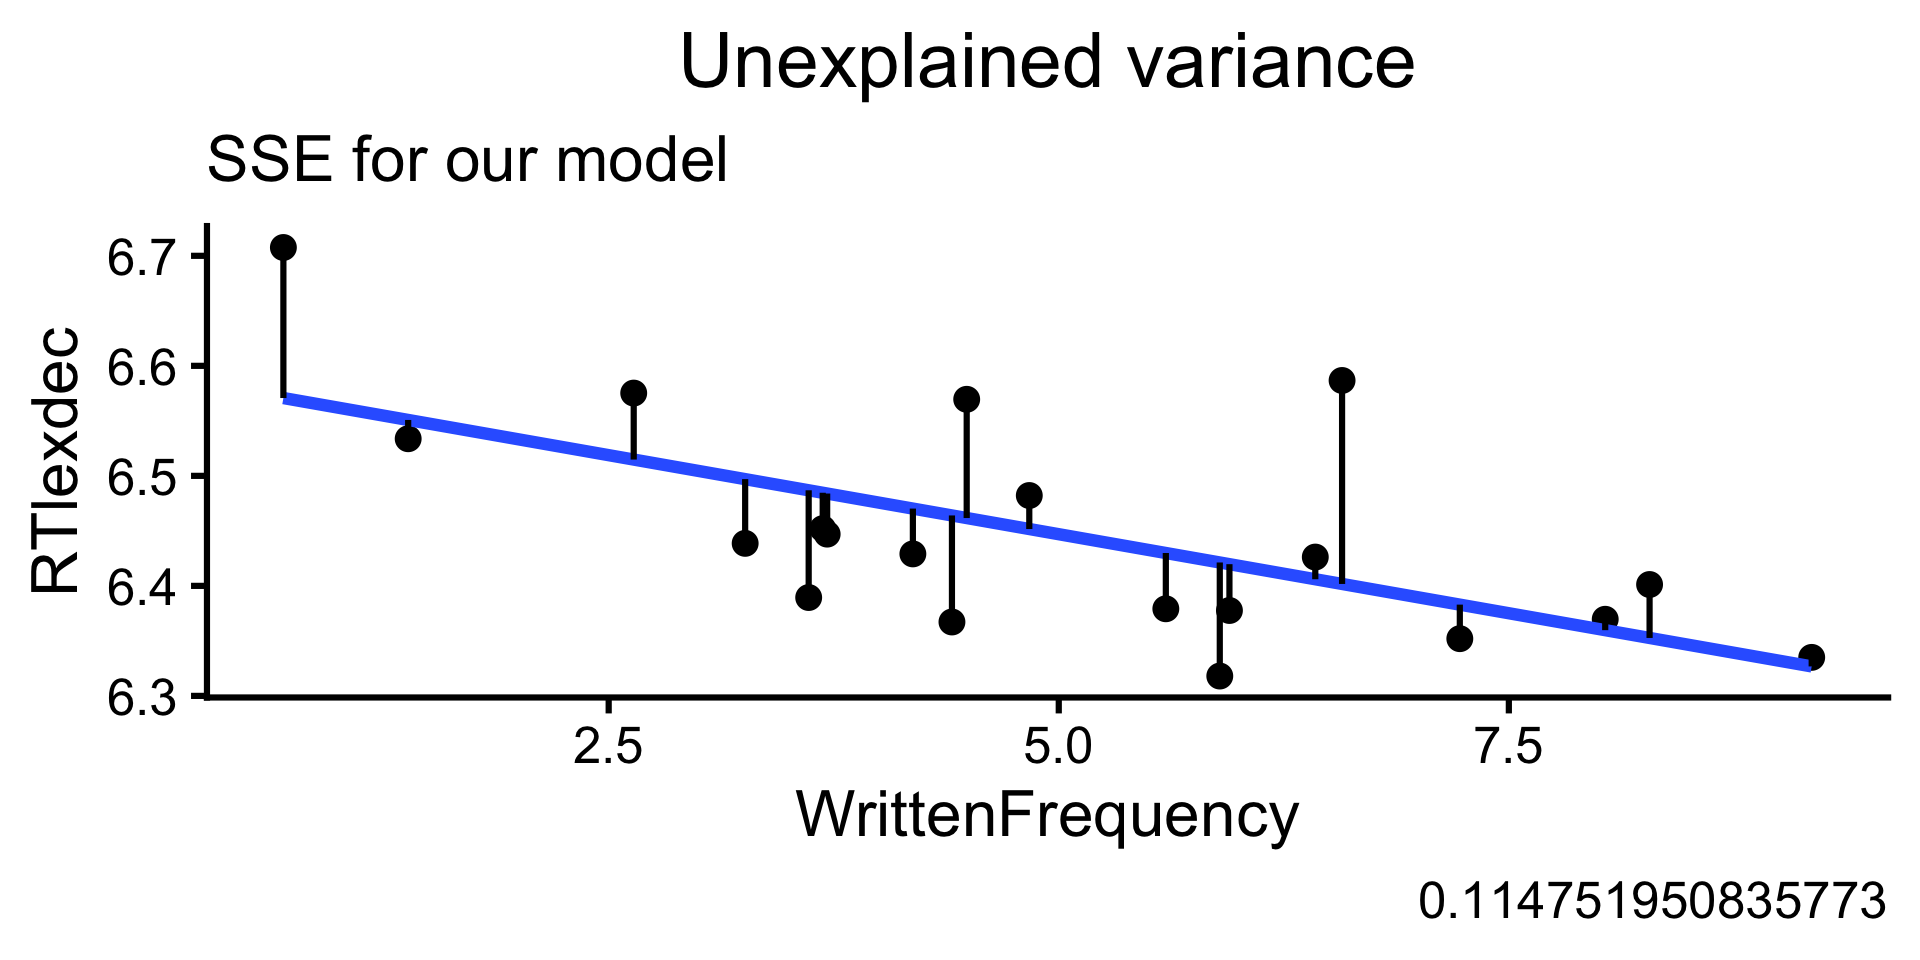 Unexplained variance
SSE for our model
RTlexdec
6.7
6.6
6.5
6.4
6.3
2.5 5.0 7.5
WrittenFrequency
0.114751950835773